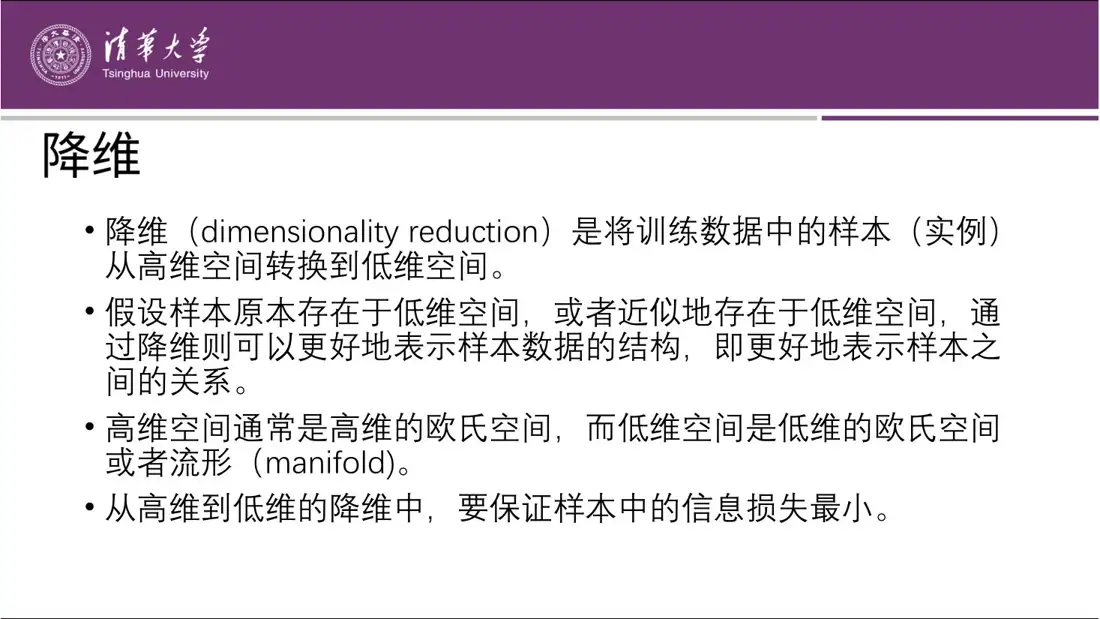 清华大学
Tsinghua University
降维
• 降维（dimensionality reduction）是将训练数据中的样本（实例）
从高维空间转换到低维空间。
• 假设样本原本存在于低维空间，或者近似地存在于低维空间，通
过降维则可以更好地表示样本数据的结构，即更好地表示样本之
间的关系。
• 高维空间通常是高维的欧氏空间，而低维空间是低维的欧氏空间
或者流形（manifold)。
• 从高维到低维的降维中，要保证样本中的信息损失最小。